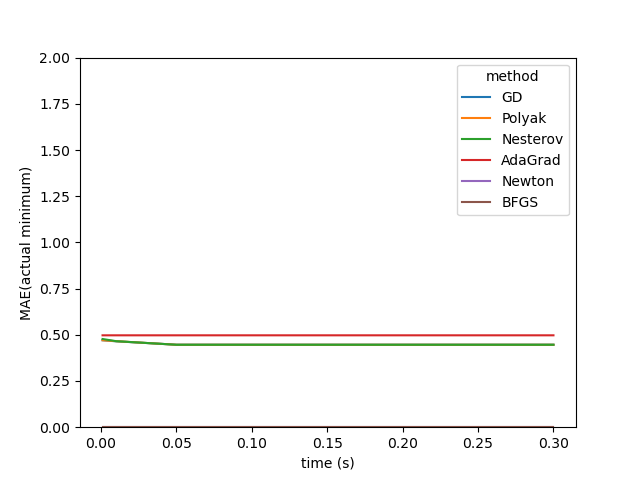 2.00
1.75
1.50
1.25
1.00
0.75
0.50
0.25
0.00
MAE(actual minimum)
method
GD
Polyak
Nesterov
AdaGrad
Newton
BFGS
0.00 0.05 0.10 0.15 0.20 0.25 0.30
time (s)